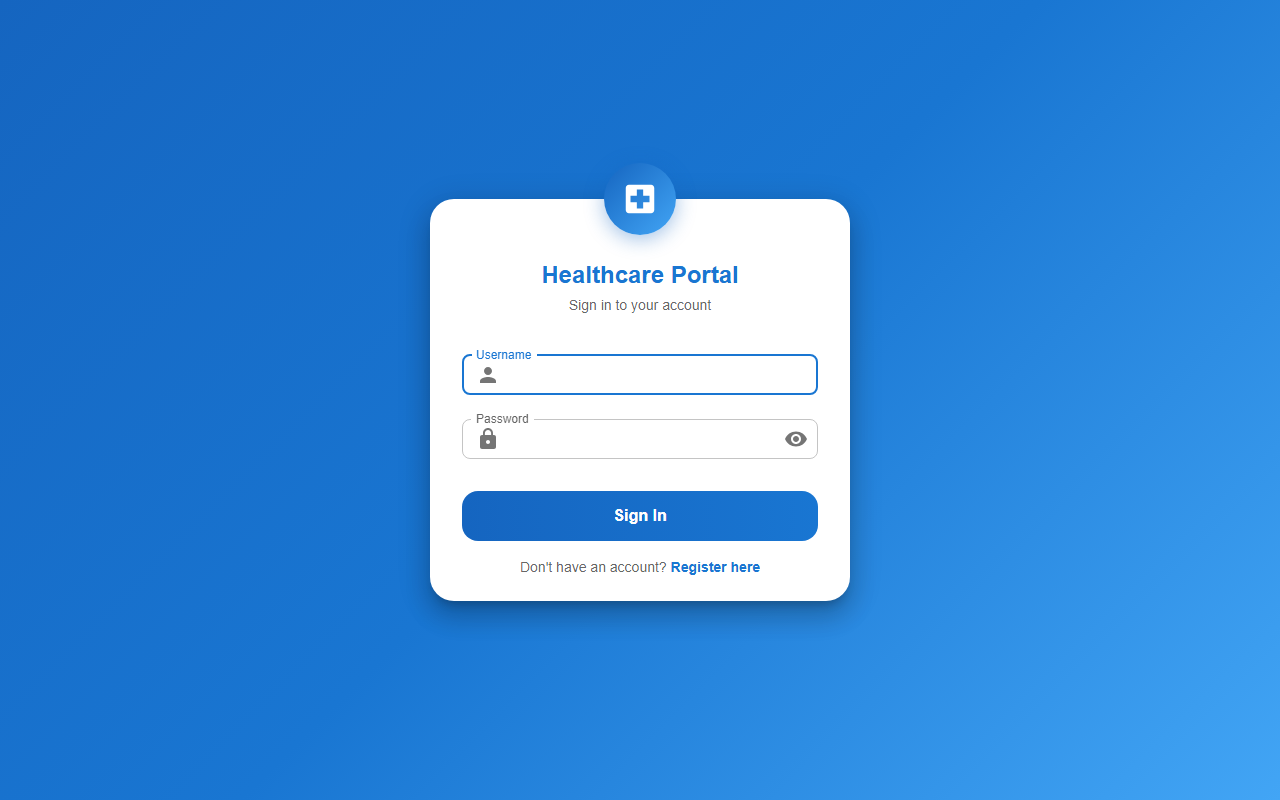 Healthcare Portal
Sign in to your account
Username
Password
Sign In
Don't have an account? Register here